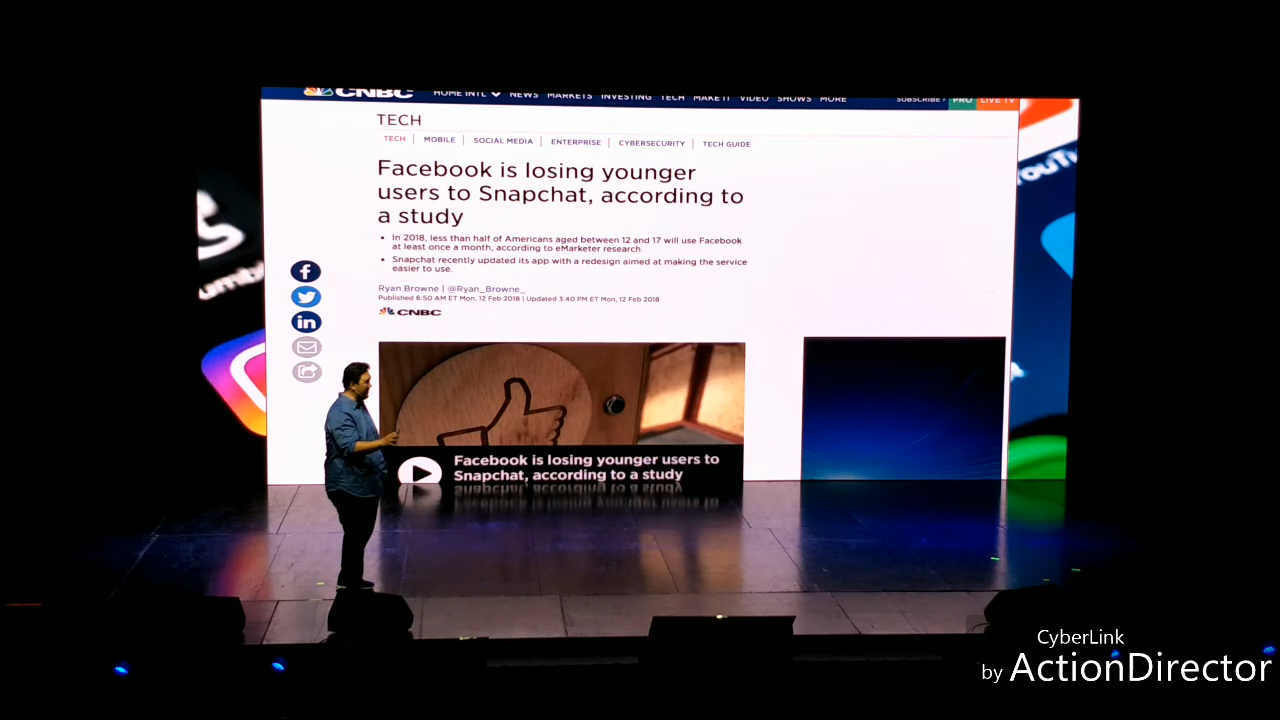 CNBC HOME INTL NEWS MARKETS INVESTING TECH MAKE IT VIDEO SHOWS MORE SUBSCRIBE PRO LIVE TV
TECH
TECH | MOBILE | SOCIAL MEDIA | ENTERPRISE | CYBERSECURITY | TECH GUIDE
Facebook is losing younger
users to Snapchat, according to
a study
• In 2018, less than half of Americans aged between 12 and 17 will use Facebook
at least once a month, according to eMarketer research
• Snapchat recently updated its app with a redesign aimed at making the service
easier to use.
Ryan Browne | @Ryan_Browne_
Published 6:50 AM ET Mon, 12 Feb 2018 | Updated 3:40 PM ET Mon, 12 Feb 2018
CNBC
Facebook is losing younger users to
Snapchat, according to a study
CyberLink
by ActionDirector